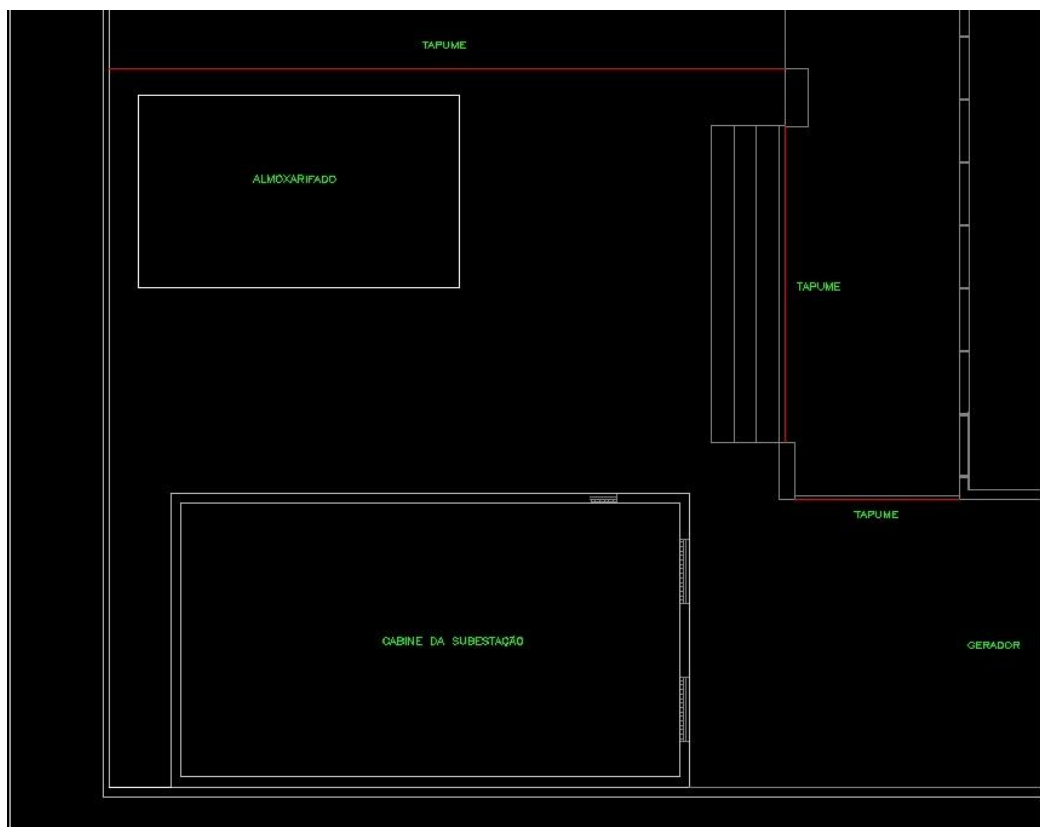 TAPUME
ALMOXARIFADO
TAPUME
TAPUME
CABINE DA SUBESTAÇÃO
GERADOR